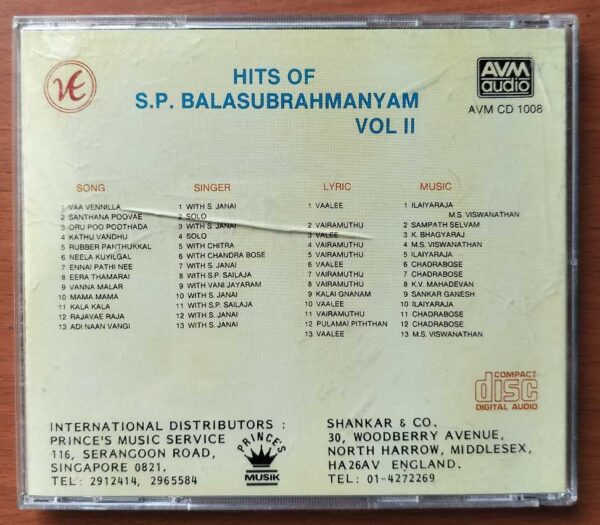 VE
HITS OF
S.P. BALASUBRAHMANYAM
VOL II
AVM
audio
AVM CD 1008
SONG
1 VAA VENNILLA
2 SANTHANA POOVAE
3 ORU POO POOTHADA
4 KATHU VANDHU
5 RUBBER PANTHUKKAL
6 NEELA KUYILGAL
7 ENNAI PATHI NEE
8 EERA THAMARAI
9 VANNA MALAR
10 MAMA MAMA
11 KALA KALA
12 RAJAVAE RAJA
13 ADI NAAN VANGI
SINGER
1 WITH S. JANAI
2 SOLO
3 WITH S. JANAI
4 SOLO
5 WITH CHITRA
6 WITH CHANDRA BOSE
7 WITH S. JANAI
8 WITH S.P. SAILAJA
9 WITH VANI JAYARAM
10 WITH S. JANAI
11 WITH S.P. SAILAJA
12 WITH S. JANAI
13 WITH S. JANAI
LYRIC
1 VAALEE
2 VAIRAMUTHU
3 VALEE
4 VAIRAMUTHU
5 VAIRAMUTHU
6 VAALEE
7 VAIRAMUTHU
8 VAIRAMUTHU
9 KALAI GNANAM
10 VAALEE
11 VAIRAMUTHU
12 PULAMAI PITHTHAN
13 VAALEE
MUSIC
1 ILAIYARAJA
M.S. VISWANATHAN
2 SAMPATH SELVAM
3 K. BHAGYARAJ
4 M.S. VISWANATHAN
5 ILAIYARAJA
6 CHADRABOSE
7 CHADRABOSE
8 K.V. MAHADEVAN
9 SANKAR GANESH
10 ILAIYARAJA
11 CHADRABOSE
12 CHADRABOSE
13 M.S. VISWANATHAN
COMPACT
disc
DIGITAL AUDIO
INTERNATIONAL DISTRIBUTORS :
PRINCE'S MUSIC SERVICE
116, SERANGOON ROAD,
SINGAPORE 0821.
TEL: 2912414, 2965584
PRINCE'S
MUSIK
SHANKAR & CO.
30, WOODBERRY AVENUE,
NORTH HARROW, MIDDLESEX,
HA26AV ENGLAND.
TEL: 01-4272269